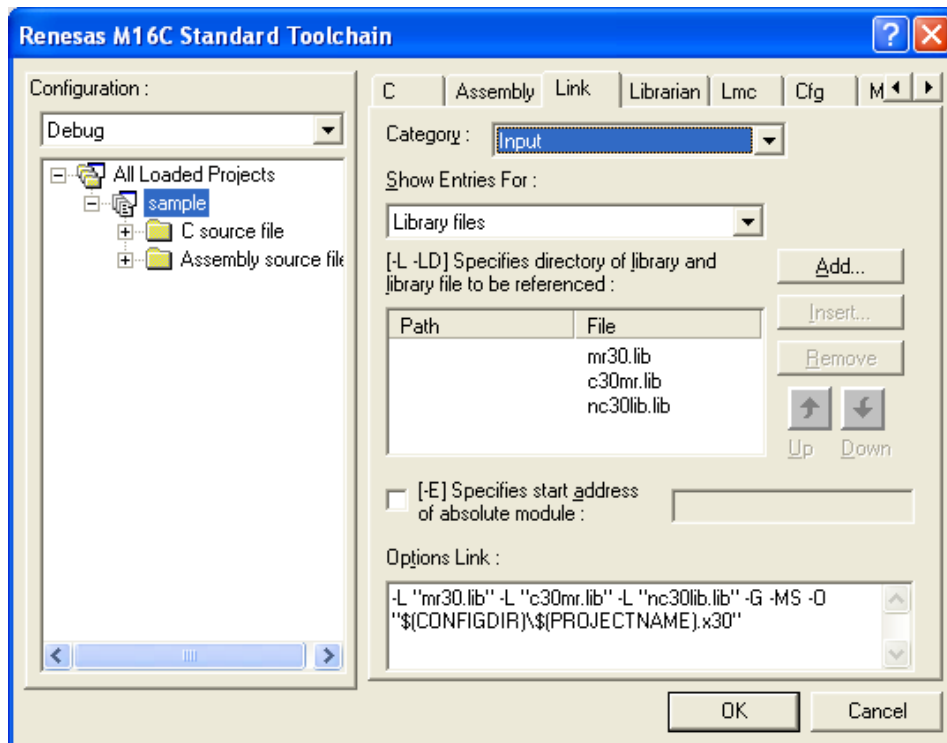 Renesas M16C Standard Toolchain
Configuration :
Debug
All Loaded Projects
sample
C source file
Assembly source file
C
Assembly
Link
Librarian
Lmc
Cfg
M
Category :
Input
Show Entries For :
Library files
[-L -LD] Specifies directory of library and
library file to be referenced :
Add...
Insert...
Remove
Up
Down
Path
File
mr30.lib
c30mr.lib
nc30lib.lib
[-E] Specifies start address
of absolute module :
Options Link :
-L "mr30.lib" -L "c30mr.lib" -L "nc30lib.lib" -G -MS -O
"$(CONFIGDIR)\$(PROJECTNAME).x30"
OK
Cancel